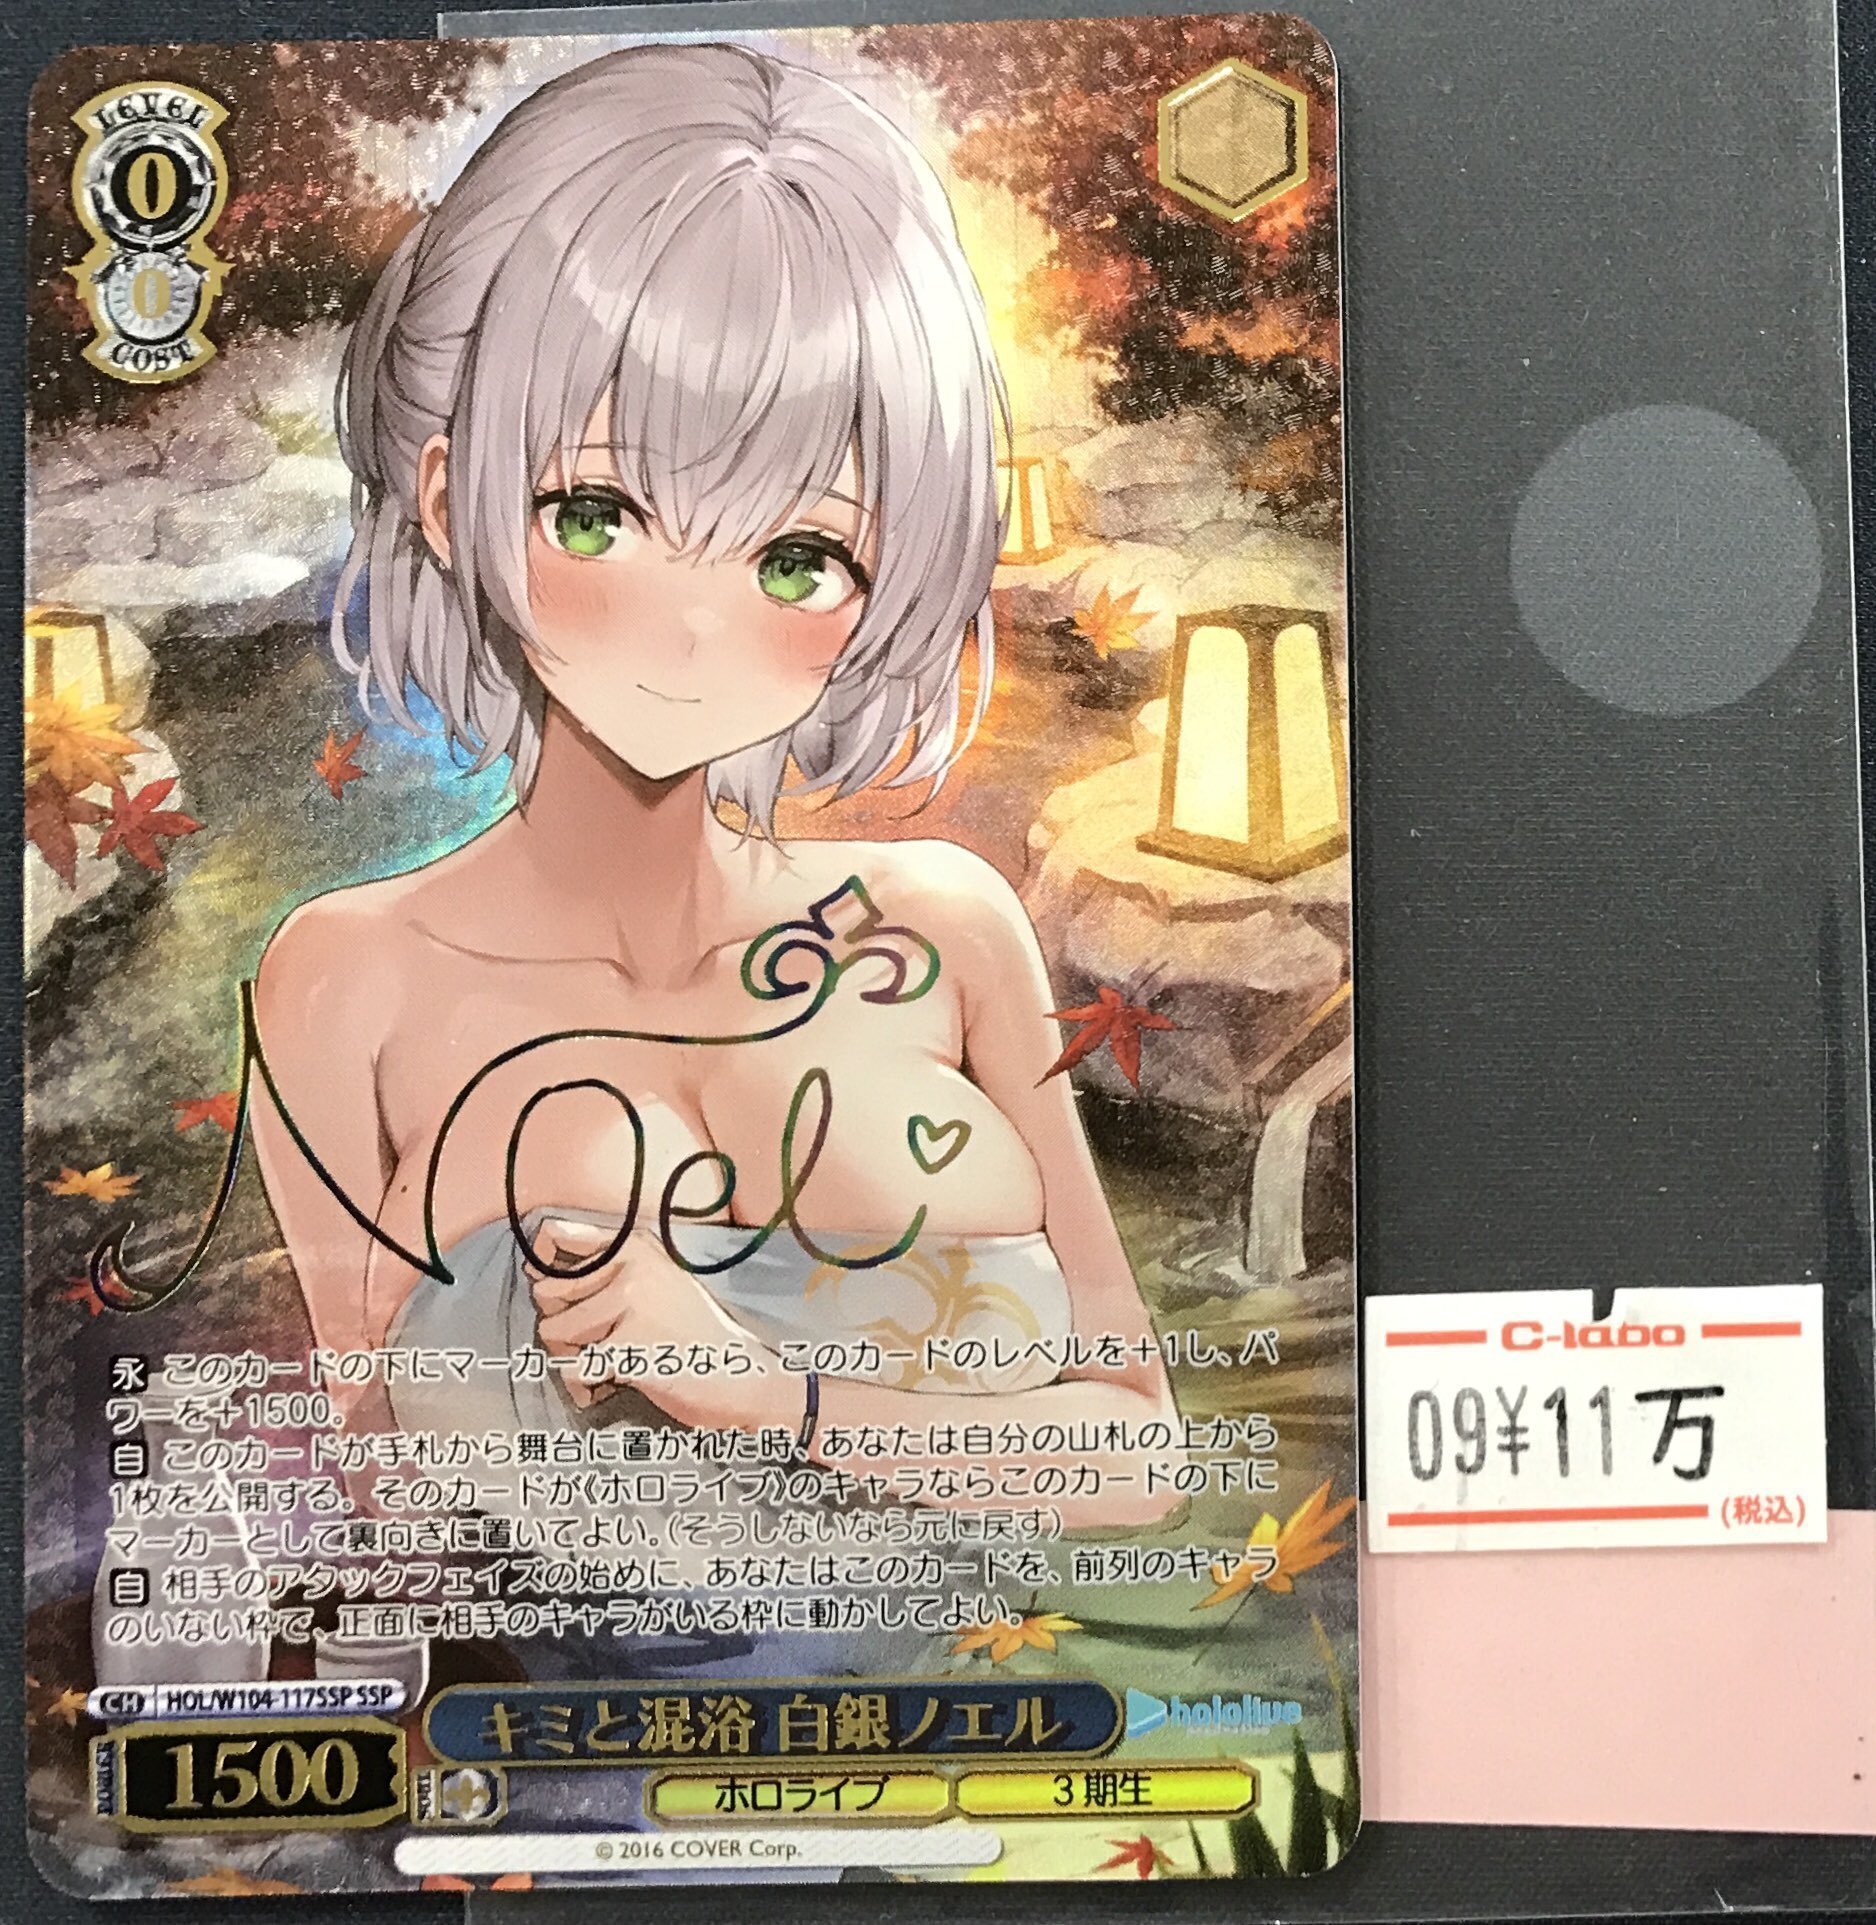 LEVEL
0
0
COST
Noel
永 このカードの下にマーカーがあるなら、このカードのレベルを+1し、パ
ワーを+1500。
自 このカードが手札から舞台に置かれた時、あなたは自分の山札の上から
1枚を公開する。そのカードが《ホロライブ》のキャラならこのカードの下に
マーカーとして裏向きに置いてよい。(そうしないなら元に戻す)
自 相手のアタックフェイズの始めに、あなたはこのカードを、前列のキャラ
のいない枠で、正面に相手のキャラがいる枠に動かしてよい。
CH HOL/W104-117SSP SSP
キミと混浴 白銀ノエル
hololive
POWER 1500 SOUL
ホロライブ 3期生
© 2016 COVER Corp.
C-labo
09¥11万
(税込)